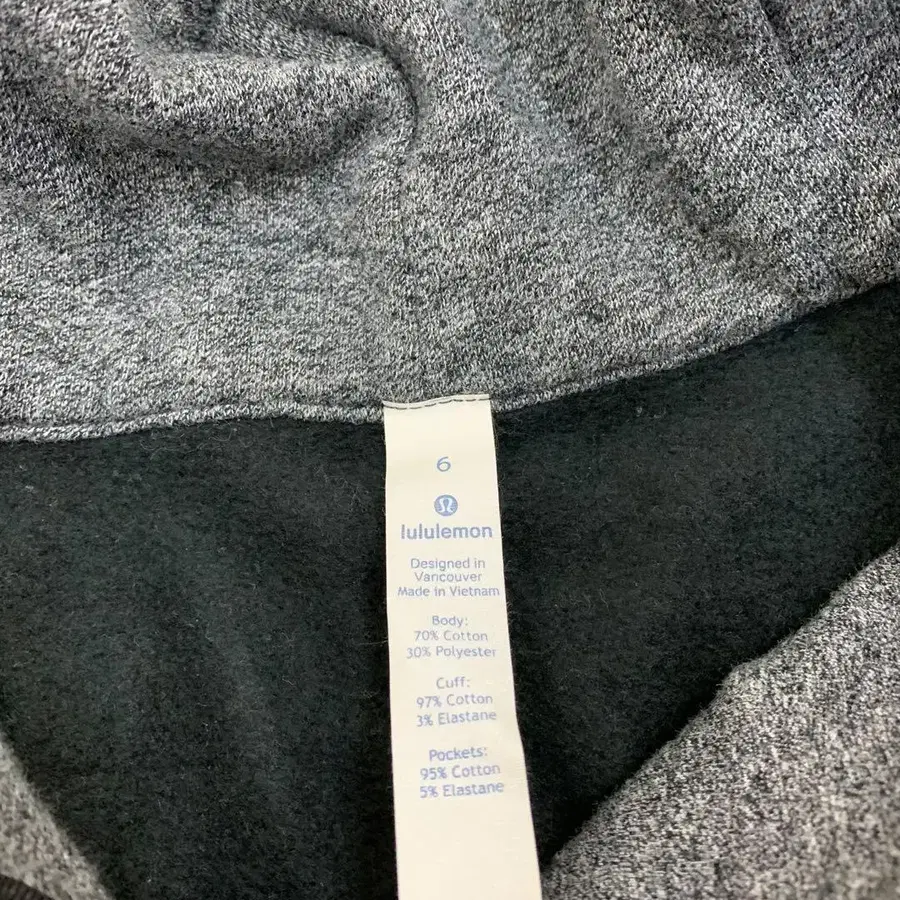 6
lululemon
Designed in
Vancouver
Made in Vietnam
Body:
70% Cotton
30% Polyester
Cuff:
97% Cotton
3% Elastane
Pockets:
95% Cotton
5% Elastane